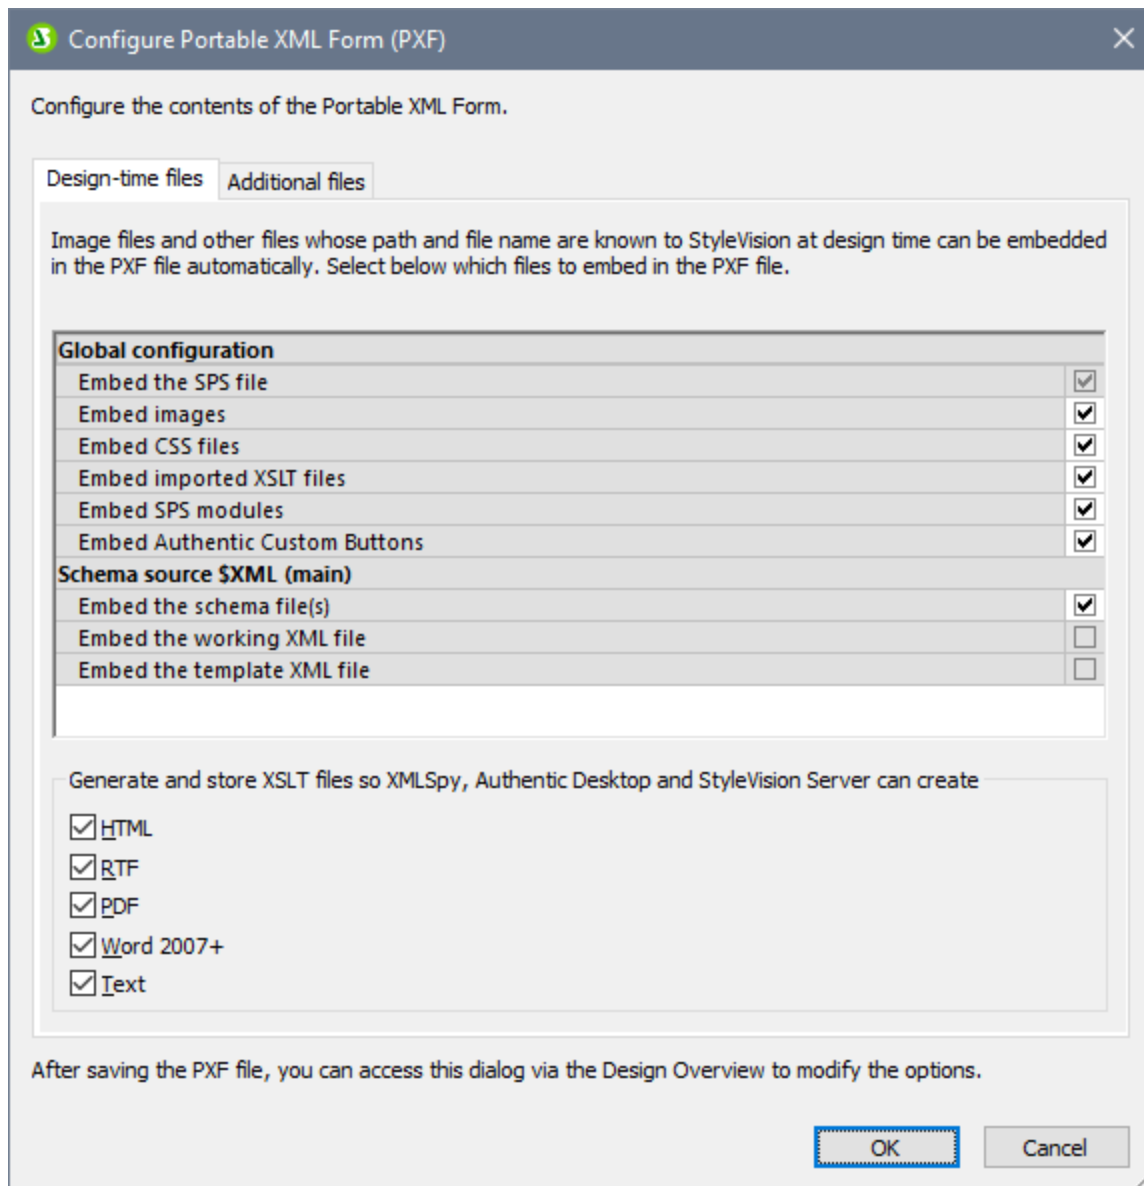 Configure Portable XML Form (PXF)
Configure the contents of the Portable XML Form.
Design-time files
Additional files
Image files and other files whose path and file name are known to StyleVision at design time can be embedded
in the PXF file automatically. Select below which files to embed in the PXF file.
Global configuration
Embed the SPS file
Embed images
Embed CSS files
Embed imported XSLT files
Embed SPS modules
Embed Authentic Custom Buttons
Schema source $XML (main)
Embed the schema file(s)
Embed the working XML file
Embed the template XML file
Generate and store XSLT files so XMLSpy, Authentic Desktop and StyleVision Server can create
HTML
RTF
PDF
Word 2007+
Text
After saving the PXF file, you can access this dialog via the Design Overview to modify the options.
OK
Cancel